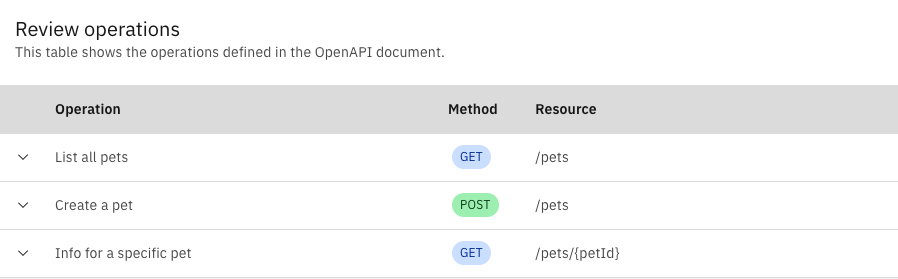 Review operations
This table shows the operations defined in the OpenAPI document.
Operation Method Resource
List all pets GET /pets
Create a pet POST /pets
Info for a specific pet GET /pets/{petId}